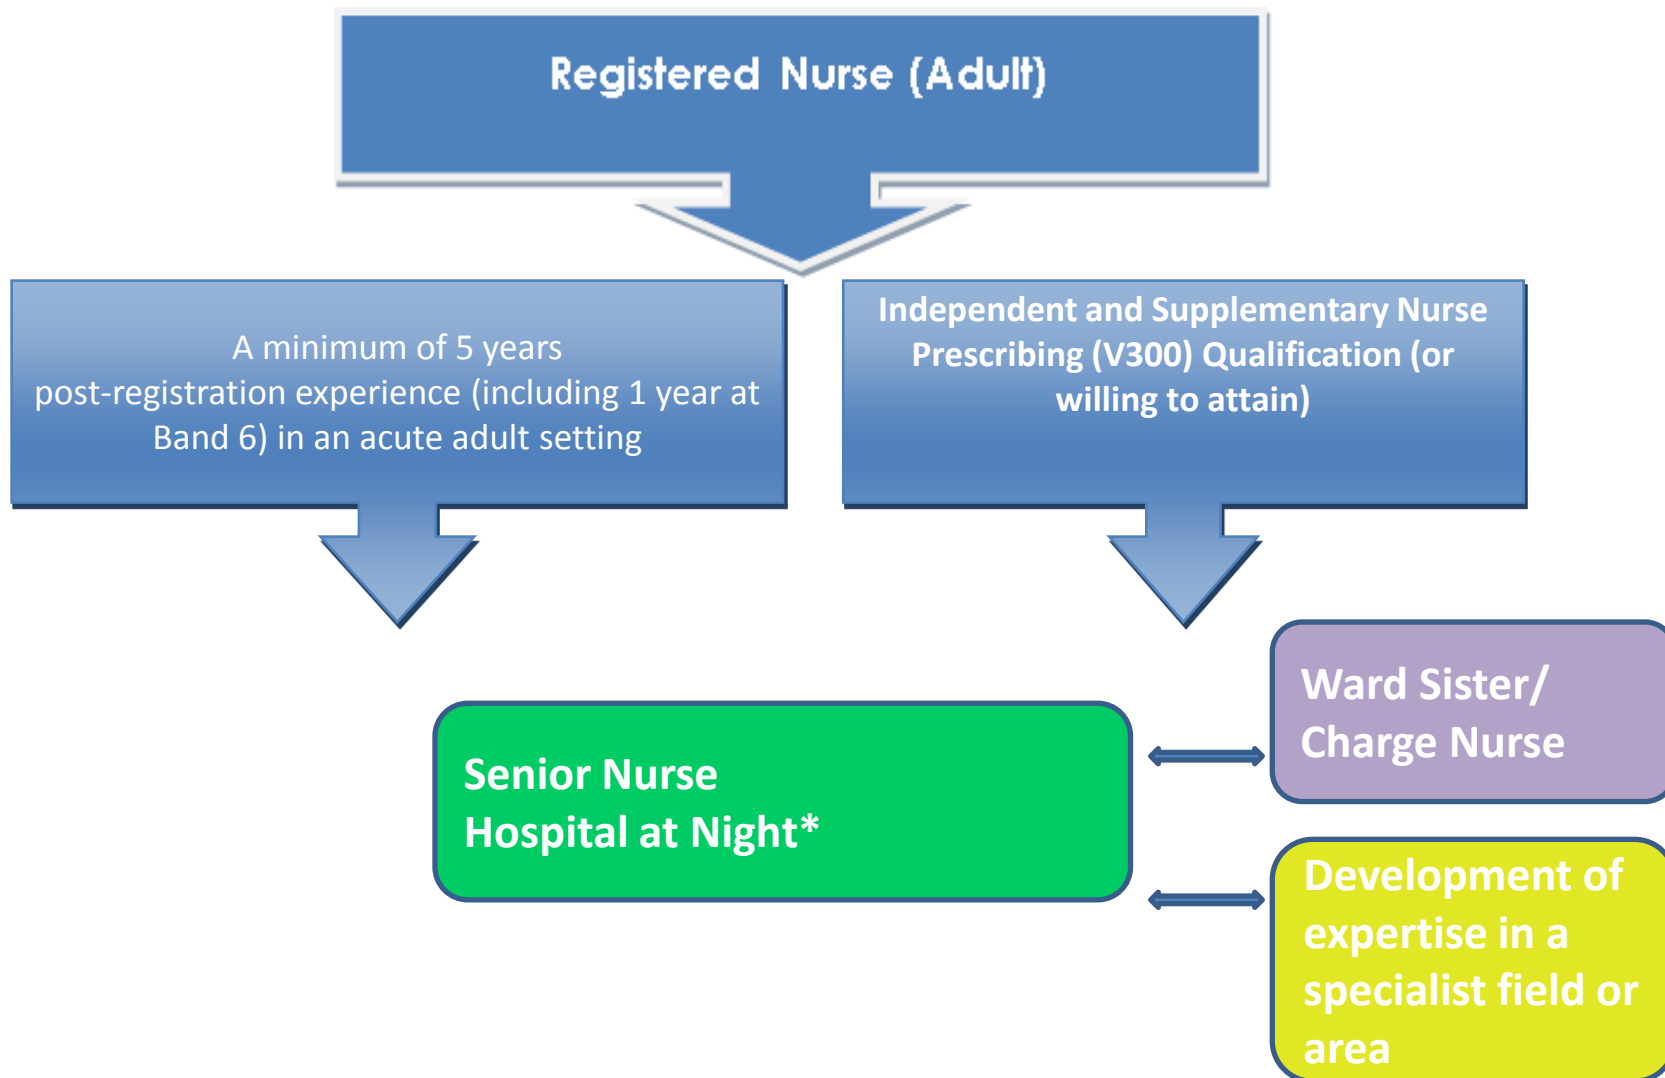 Registered Nurse (Adult)
A minimum of 5 years
post-registration experience (including 1 year at
Band 6) in an acute adult setting
Independent and Supplementary Nurse
Prescribing (V300) Qualification (or
willing to attain)
Senior Nurse
Hospital at Night*
Ward Sister/
Charge Nurse
Development of
expertise in a
specialist field or
area